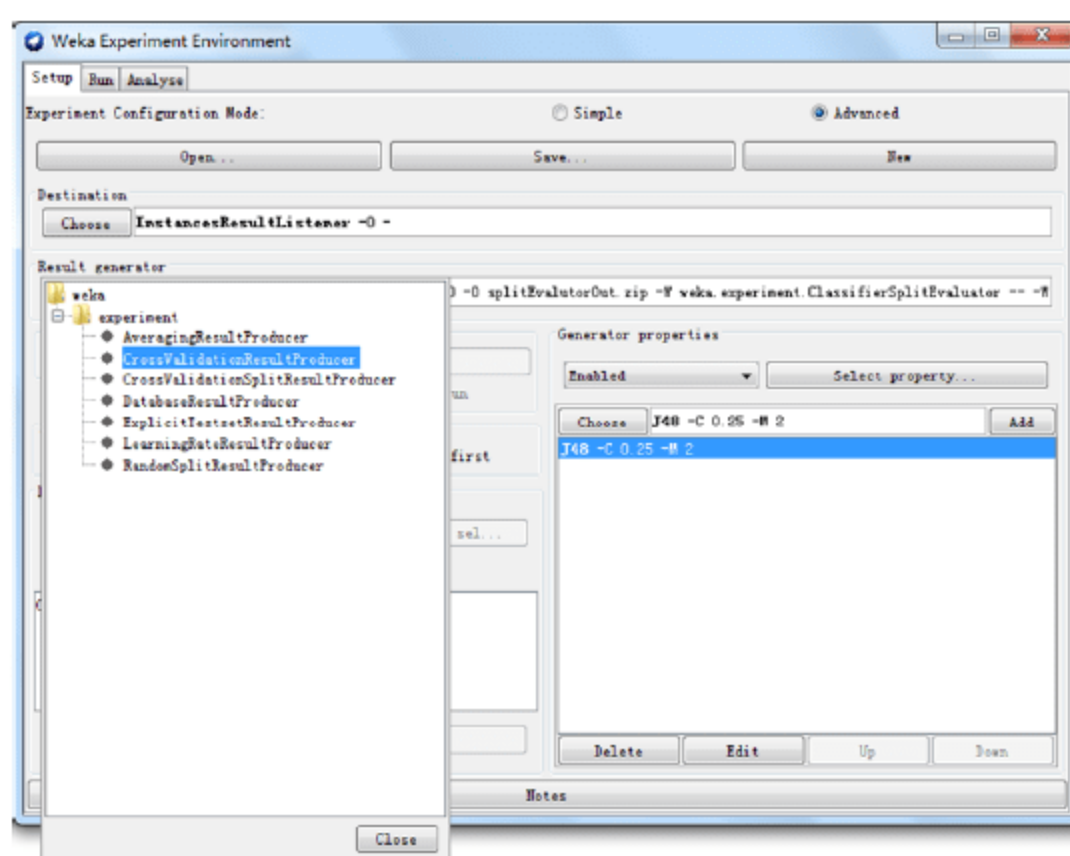 Weka Experiment Environment
Setup Run Analyse
Experiment Configuration Mode: Simple Advanced
Open... Save... New
Destination
Choose InstancesResultListener -O -
Result generator
weka
O -O splitEvalutorOut.zip -W weka.experiment.ClassifierSplitEvaluator -- -W
experiment
AveragingResultProducer
Generator properties
CrossValidationResultProducer
Enabled Select property...
CrossValidationSplitResultProducer
DatabaseResultProducer
un
ExplicitTestsetResultProducer
Choose J48 -C 0.25 -M 2 Add
LearningRateResultProducer
first
J48 -C 0.25 -M 2
RandomSplitResultProducer
sel...
Delete Edit Up Down
Notes
Close